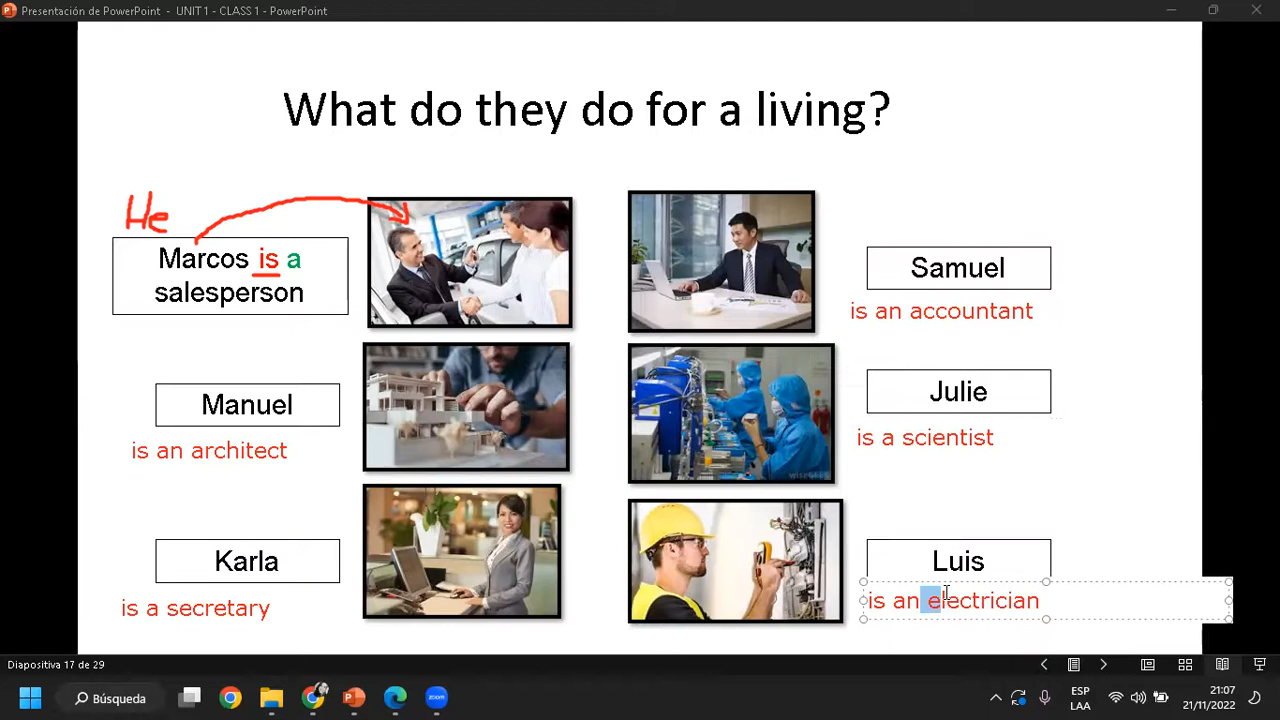 Presentación de PowerPoint - UNIT 1 - CLASS 1 - PowerPoint
What do they do for a living?
He
Marcos is a
salesperson
Samuel
is an accountant
Manuel
is an architect
Julie
is a scientist
Karla
is a secretary
Luis
is an electrician
Diapositiva 17 de 29
Búsqueda
zoom
ESP
LAA
21:07
21/11/2022